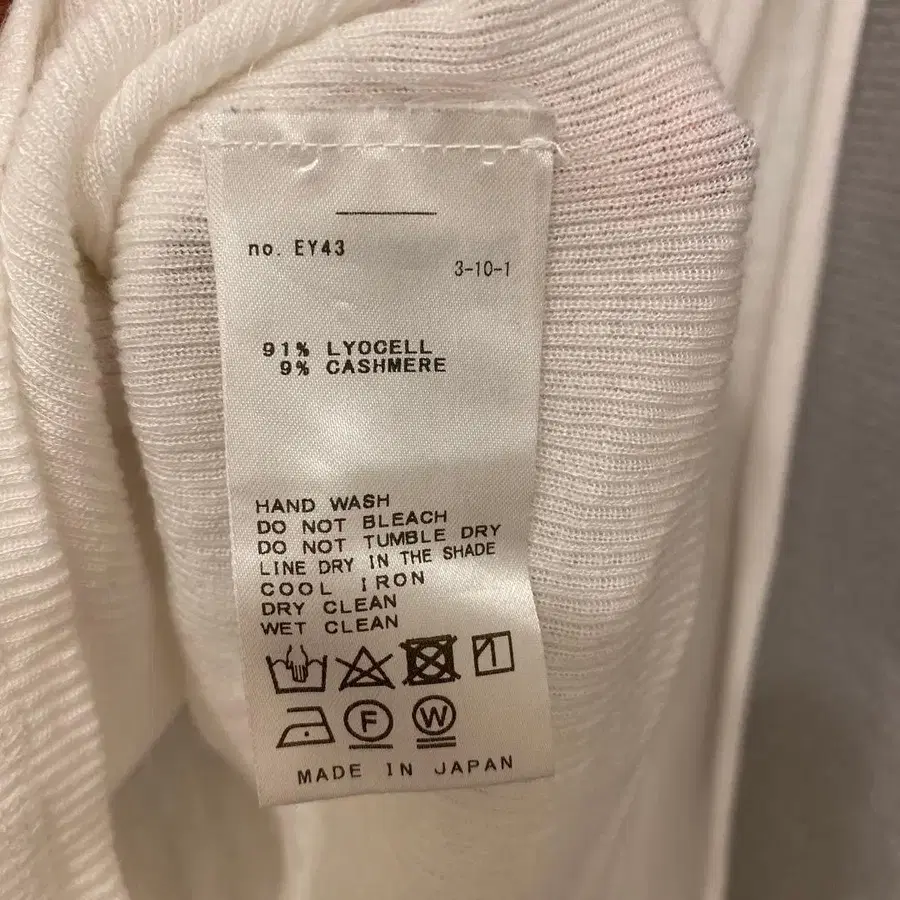 no. EY43
3-10-1
91% LYOCELL
9% CASHMERE
HAND WASH
DO NOT BLEACH
DO NOT TUMBLE DRY
LINE DRY IN THE SHADE
COOL IRON
DRY CLEAN
WET CLEAN
F W
MADE IN JAPAN